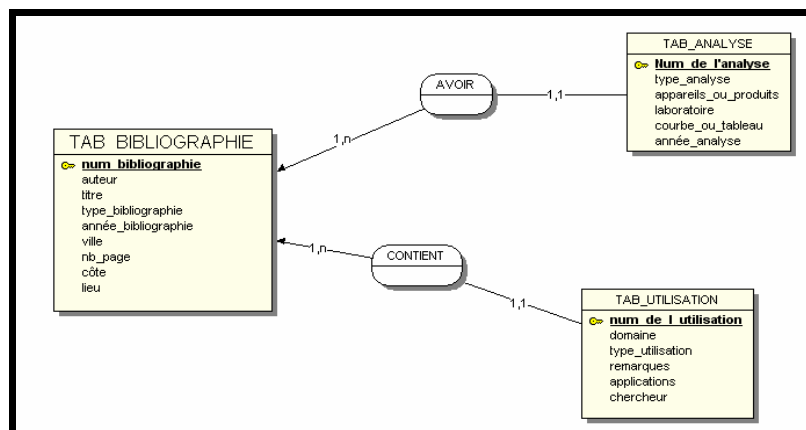 TAB_ANALYSE
Num_de_l'analyse
type_analyse
appareils_ou_produits
laboratoire
courbe_ou_tableau
année_analyse
AVOIR
1,1
1,n
TAB_BIBLIOGRAPHIE
num_bibliographie
auteur
titre
type_bibliographie
année_bibliographie
ville
nb_page
côte
lieu
1,n
CONTIENT
1,1
TAB_UTILISATION
num_de_l_utilisation
domaine
type_utilisation
remarques
applications
chercheur